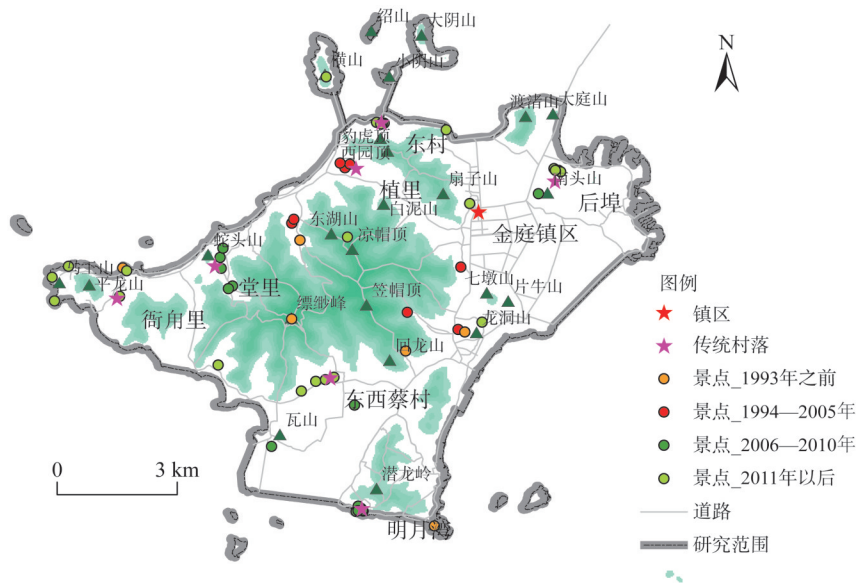 绍山
大阴山
横山
小阴山
N
渡渚山
大庭山
豹虎顶
西园顶
东村
扇子山
植里
白泥山
后埠
金庭镇区
东湖山
凉帽顶
蛇头山
七墩山
片牛山
平龙山
堂里
缥缈峰
笠帽顶
龙洞山
衙甪里
回龙山
东西蔡村
瓦山
潜龙岭
明月湾
0
3 km
图例
镇区
传统村落
景点_1993年之前
景点_1994—2005年
景点_2006—2010年
景点_2011年以后
道路
研究范围